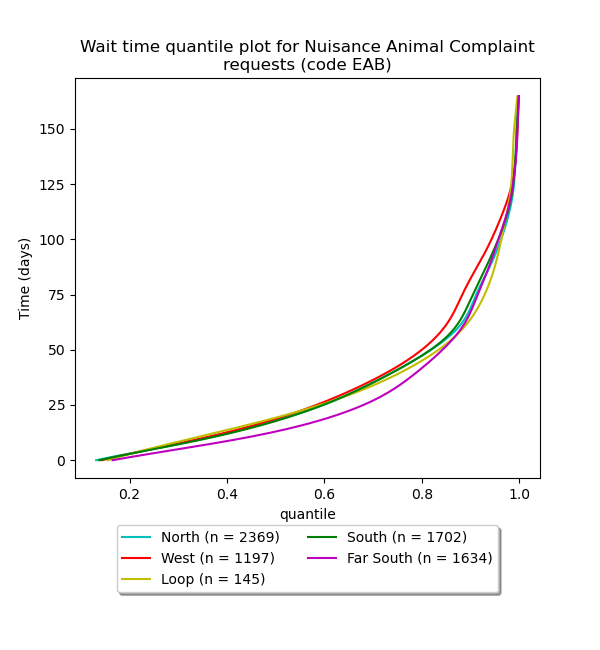 Wait time quantile plot for Nuisance Animal Complaint
requests (code EAB)
Time (days)
150
125
100
75
50
25
0
0.2 0.4 0.6 0.8 1.0
quantile
North (n = 2369) South (n = 1702)
West (n = 1197) Far South (n = 1634)
Loop (n = 145)